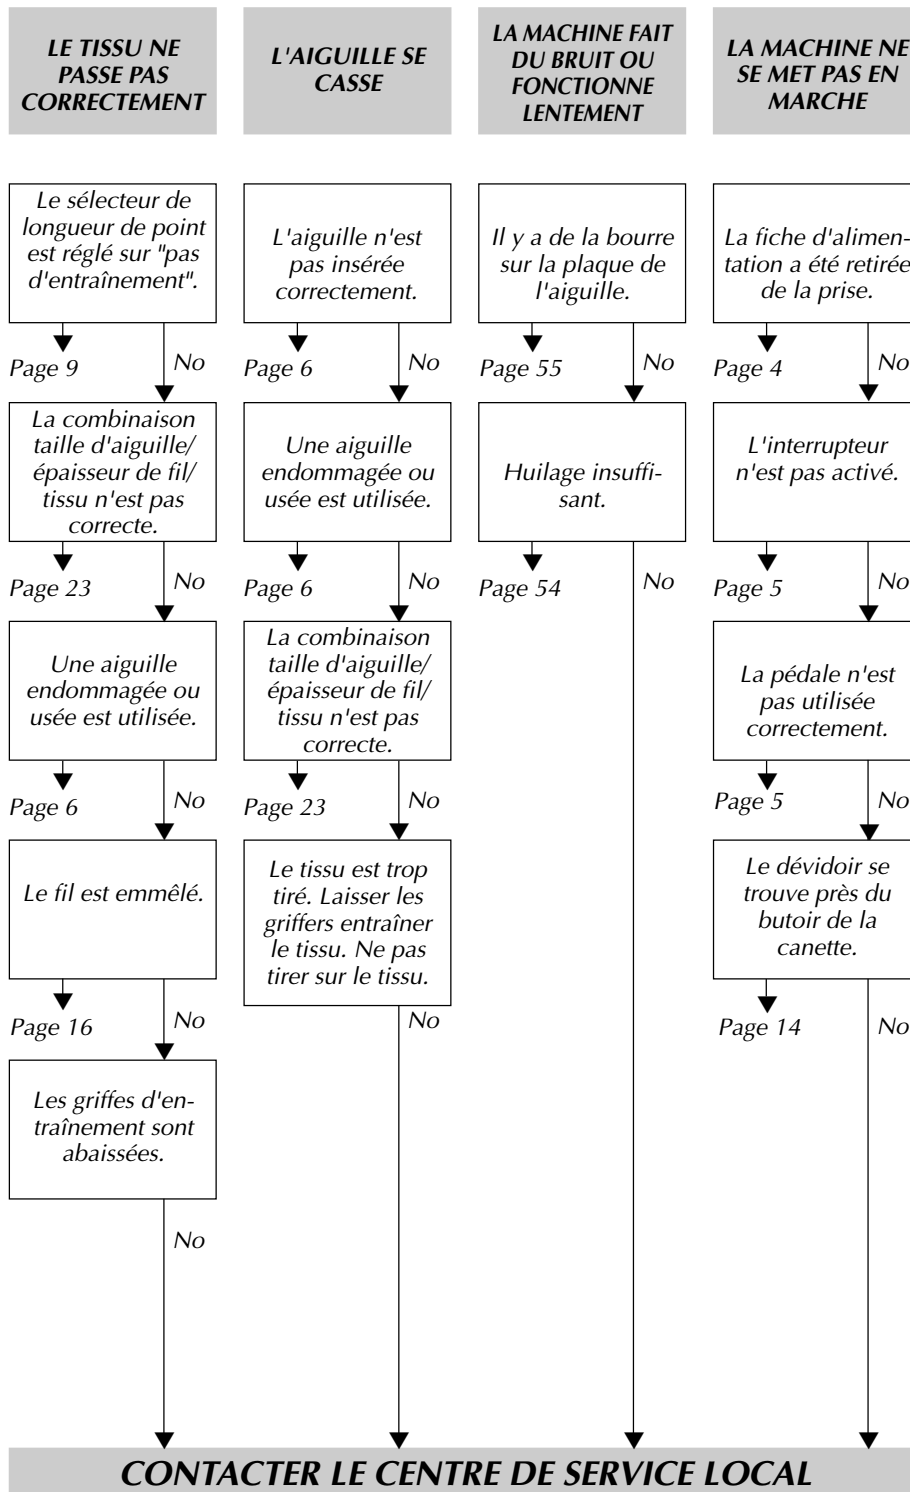 LE TISSU NE
PASSE PAS
CORRECTEMENT
Le sélecteur de
longueur de point
est réglé sur "pas
d'entraînement".
Page 9
No
La combinaison
taille d'aiguille/
épaisseur de fil/
tissu n'est pas
correcte.
Page 23
No
Une aiguille
endommagée ou
usée est utilisée.
Page 6
No
Le fil est emmêlé.
Page 16
No
Les griffes d'en-
traînement sont
abaissées.
No
L'AIGUILLE SE
CASSE
L'aiguille n'est
pas insérée
correctement.
Page 6
No
Une aiguille
endommagée ou
usée est utilisée.
Page 6
No
La combinaison
taille d'aiguille/
épaisseur de fil/
tissu n'est pas
correcte.
Page 23
No
Le tissu est trop
tiré. Laisser les
griffers entraîner
le tissu. Ne pas
tirer sur le tissu.
No
LA MACHINE FAIT
DU BRUIT OU
FONCTIONNE
LENTEMENT
Il y a de la bourre
sur la plaque de
l'aiguille.
Page 55
No
Huilage insuffi-
sant.
Page 54
No
LA MACHINE NE
SE MET PAS EN
MARCHE
La fiche d'alimen-
tation a été retirée
de la prise.
Page 4
No
L'interrupteur
n'est pas activé.
Page 5
No
La pédale n'est
pas utilisée
correctement.
Page 5
No
Le dévidoir se
trouve près du
butoir de la
canette.
Page 14
No
CONTACTER LE CENTRE DE SERVICE LOCAL